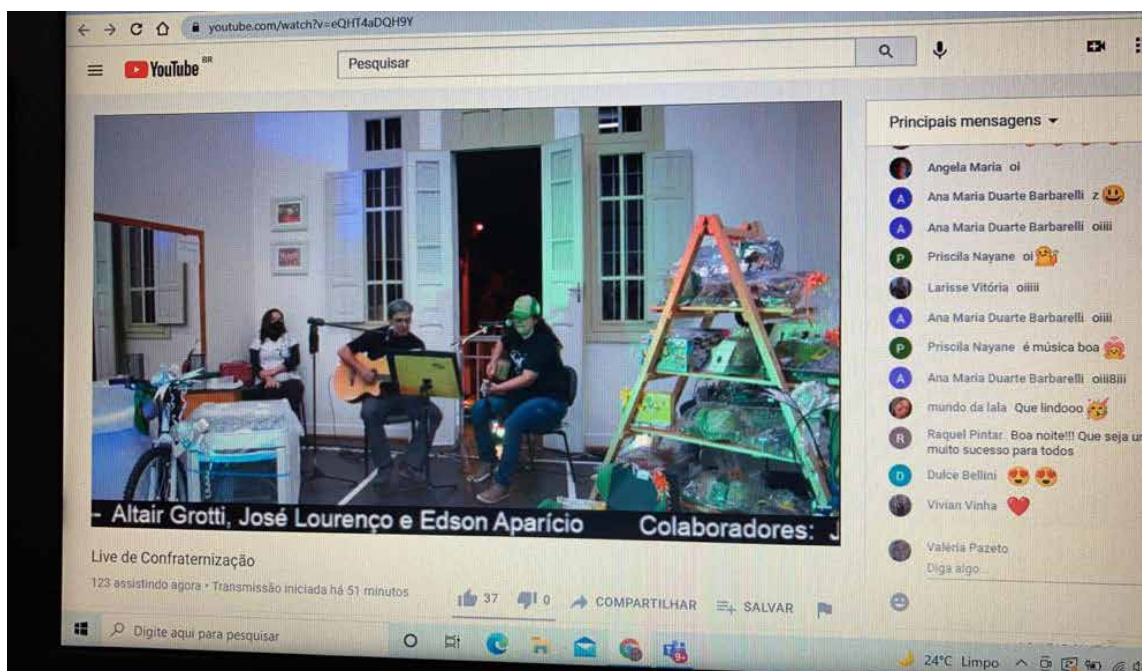 youtube.com/watch?v=eQHT4aDQH9Y
YouTube BR
Pesquisar
- Altair Grotti, José Lourenço e Edson Aparício Colaboradores: J
Live de Confraternização
123 assistindo agora • Transmissão iniciada há 51 minutos
37
0
COMPARTILHAR
SALVAR
Principais mensagens
Angela Maria oi
A Ana Maria Duarte Barbarelli z
A Ana Maria Duarte Barbarelli oiiii
P Priscila Nayane oi
Larisse Vitória oiiiii
A Ana Maria Duarte Barbarelli oiiii
P Priscila Nayane é música boa
A Ana Maria Duarte Barbarelli oiii8iii
mundo da lala Que lindooo
R Raquel Pintar Boa noite!!! Que seja
muito sucesso para todos
D Dulce Bellini
Vivian Vinha
Valéria Pazeto
Diga algo...
Digite aqui para pesquisar
9+
24°C Limpo